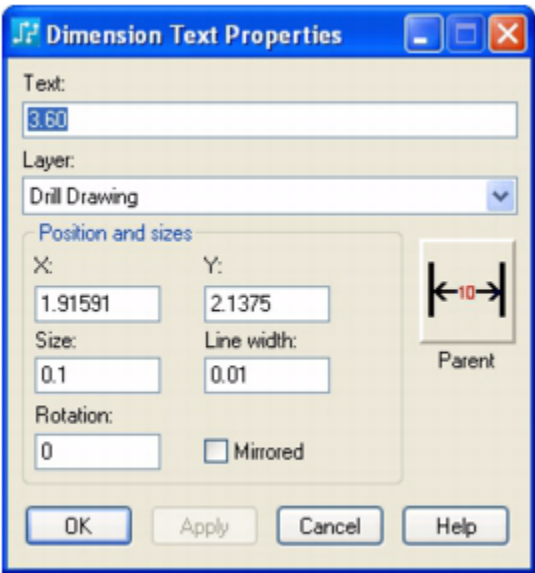 Dimension Text Properties
Text:
3.60
Layer:
Drill Drawing
Position and sizes
X: Y:
1.91591 2.1375
Size: Line width:
0.1 0.01
Rotation:
0 Mirrored
10
Parent
OK Apply Cancel Help